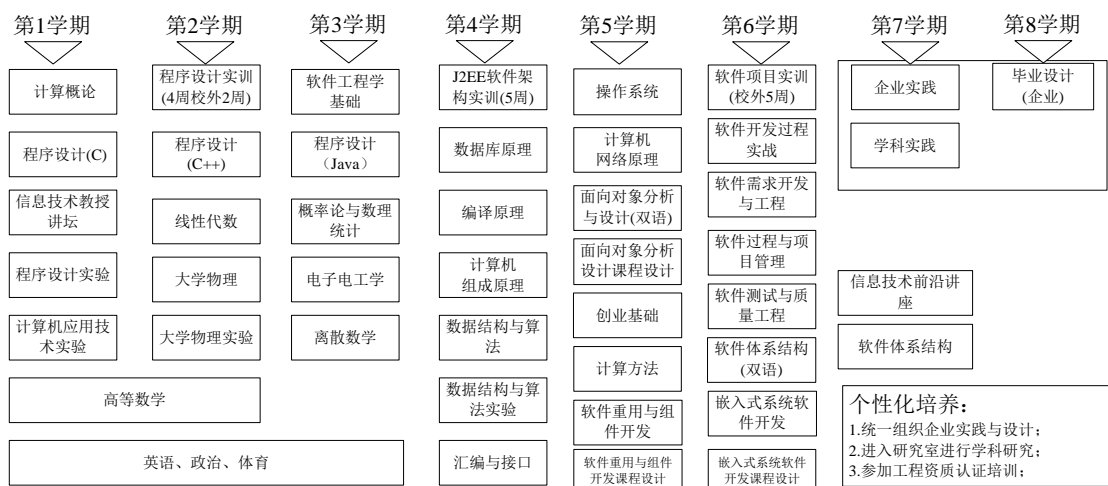 第1学期
第2学期
第3学期
第4学期
第5学期
第6学期
第7学期
第8学期
计算概论
程序设计(C)
信息技术教授
讲坛
程序设计实验
计算机应用技
术实验
高等数学
英语、政治、体育
程序设计实训
(4周校外2周)
程序设计
(C++)
线性代数
大学物理
大学物理实验
软件工程学
基础
程序设计
（Java）
概率论与数理
统计
电子电工学
离散数学
J2EE软件架
构实训(5周)
数据库原理
编译原理
计算机
组成原理
数据结构与算
法
数据结构与算
法实验
汇编与接口
操作系统
计算机
网络原理
面向对象分析
与设计(双语)
面向对象分析
设计课程设计
创业基础
计算方法
软件重用与组
件开发
软件重用与组件
开发课程设计
软件项目实训
(校外5周)
软件开发过程
实战
软件需求开发
与工程
软件过程与项
目管理
软件测试与质
量工程
软件体系结构
(双语)
嵌入式系统软
件开发
嵌入式系统软件
开发课程设计
企业实践
学科实践
信息技术前沿讲
座
软件体系结构
毕业设计
(企业)
个性化培养：
1.统一组织企业实践与设计；
2.进入研究室进行学科研究；
3.参加工程资质认证培训；